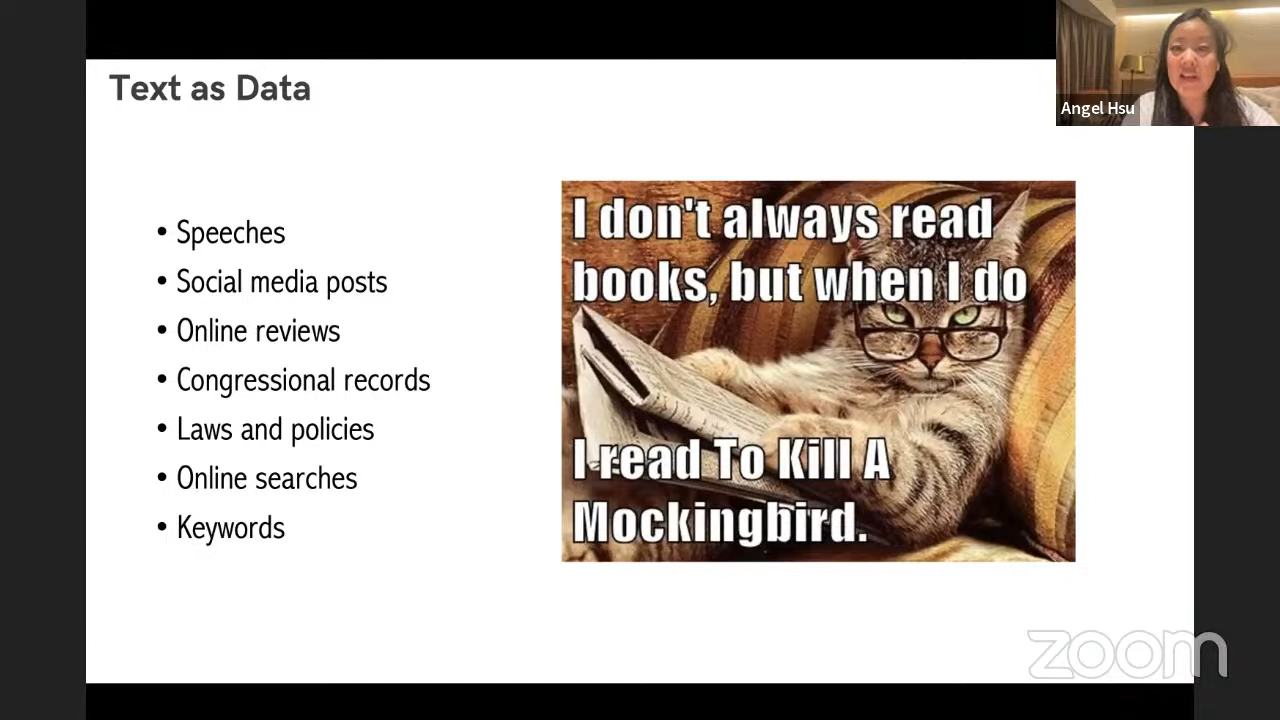 Text as Data
Angel Hsu
• Speeches
• Social media posts
• Online reviews
• Congressional records
• Laws and policies
• Online searches
• Keywords
I don't always read
books, but when I do
I read To Kill A
Mockingbird.
zoom